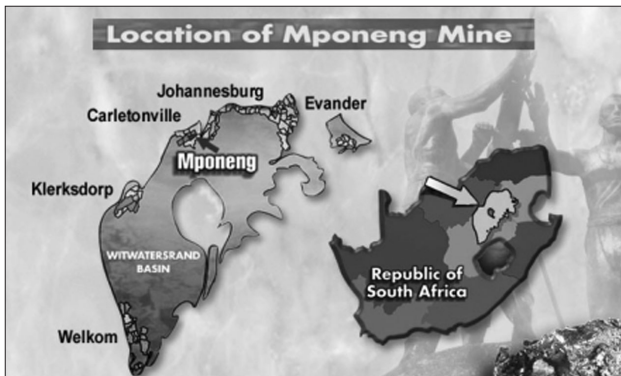 Location of Mponeng Mine
Johannesburg
Evander
Carletonville
Mponeng
Klerksdorp
WITWATERSRAND
BASIN
Republic of
South Africa
Welkom